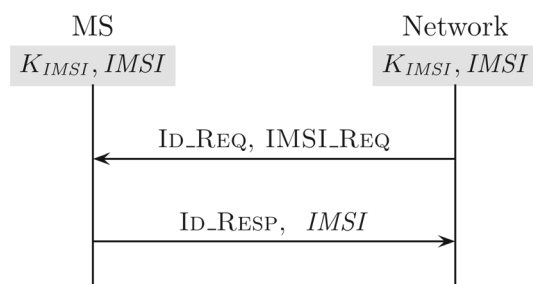 MS
Network
K_IMSI, IMSI
K_IMSI, IMSI
ID_REQ, IMSI_REQ
ID_RESP, IMSI